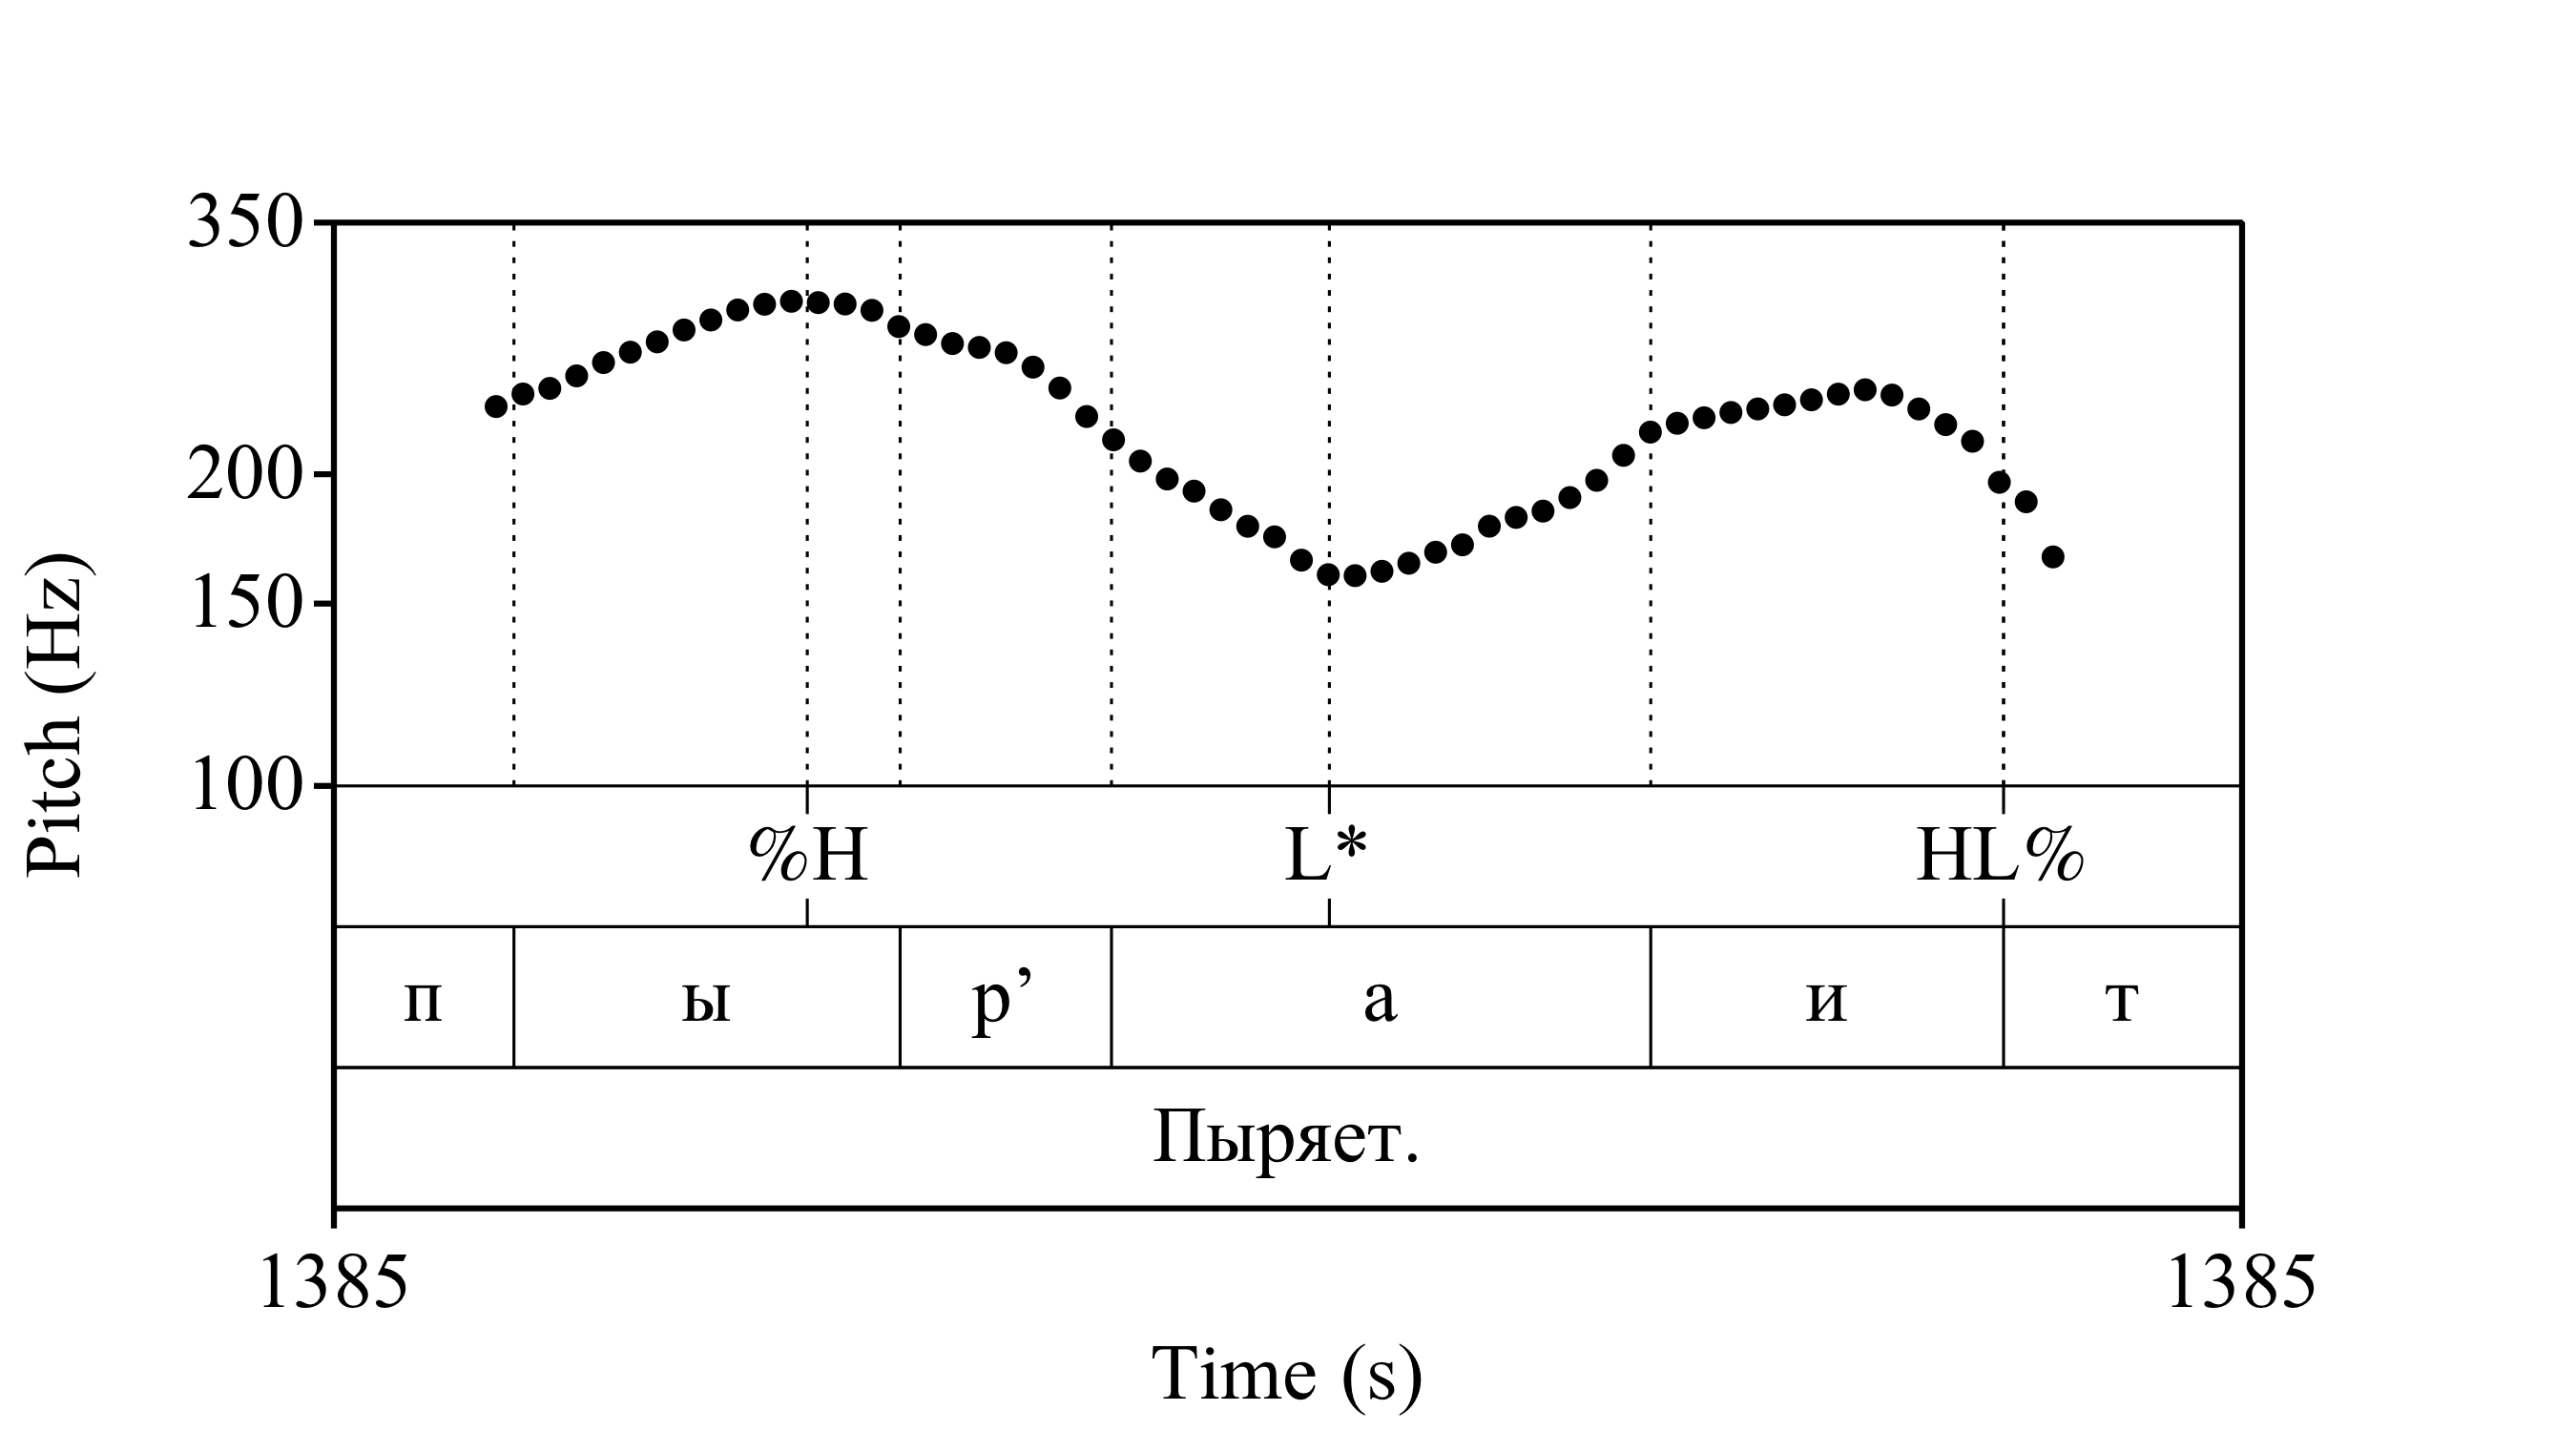 350
200
150
100
Pitch (Hz)
%H L* HL%
п ы р’ а и т
Пыряет.
1385 1385
Time (s)